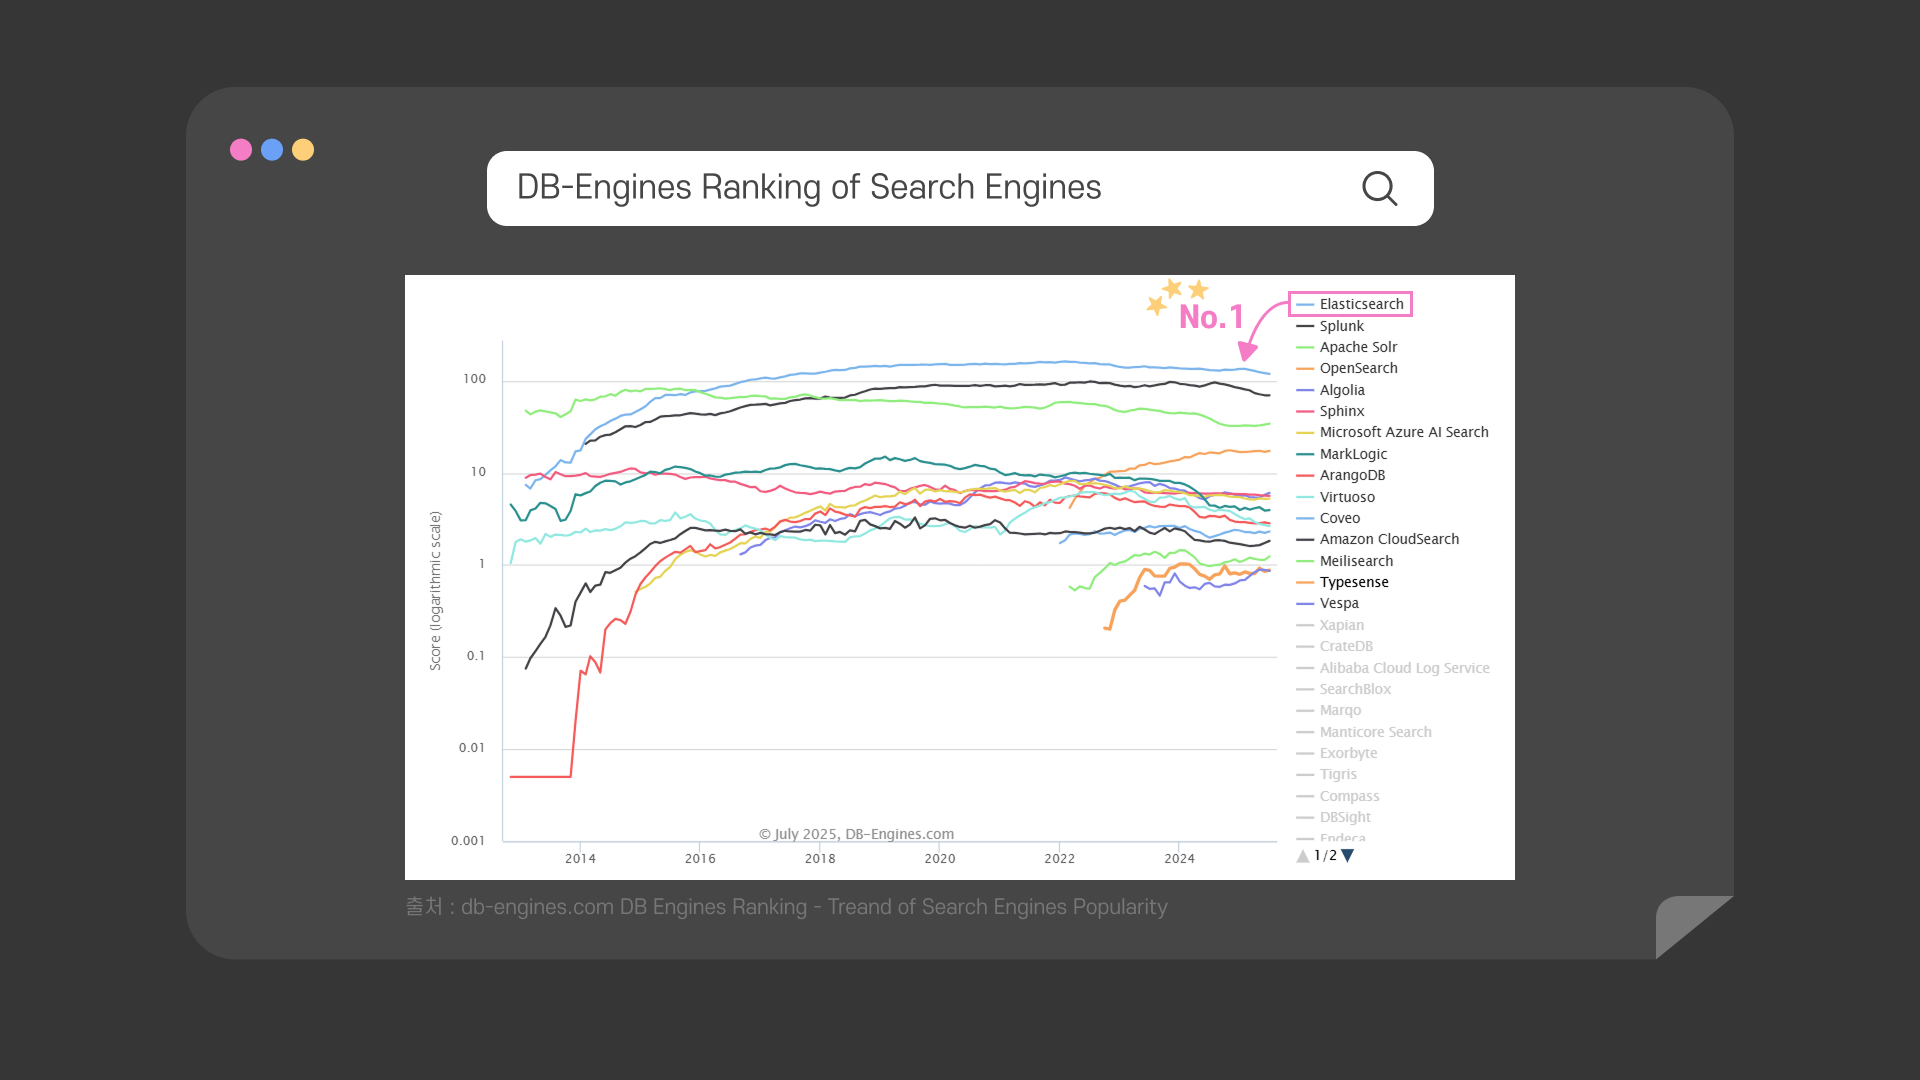 DB-Engines Ranking of Search Engines
No.1
Elasticsearch
Splunk
Apache Solr
OpenSearch
Algolia
Sphinx
Microsoft Azure AI Search
MarkLogic
ArangoDB
Virtuoso
Coveo
Amazon CloudSearch
Meilisearch
Typesense
Vespa
Xapian
CrateDB
Alibaba Cloud Log Service
SearchBlox
Marqo
Manticore Search
Exorbyte
Tigris
Compass
DBSight
Endeca
1/2
Score (logarithmic scale)
100
10
1
0.1
0.01
0.001
© July 2025, DB-Engines.com
2014
2016
2018
2020
2022
2024
출처 : db-engines.com DB Engines Ranking - Treand of Search Engines Popularity